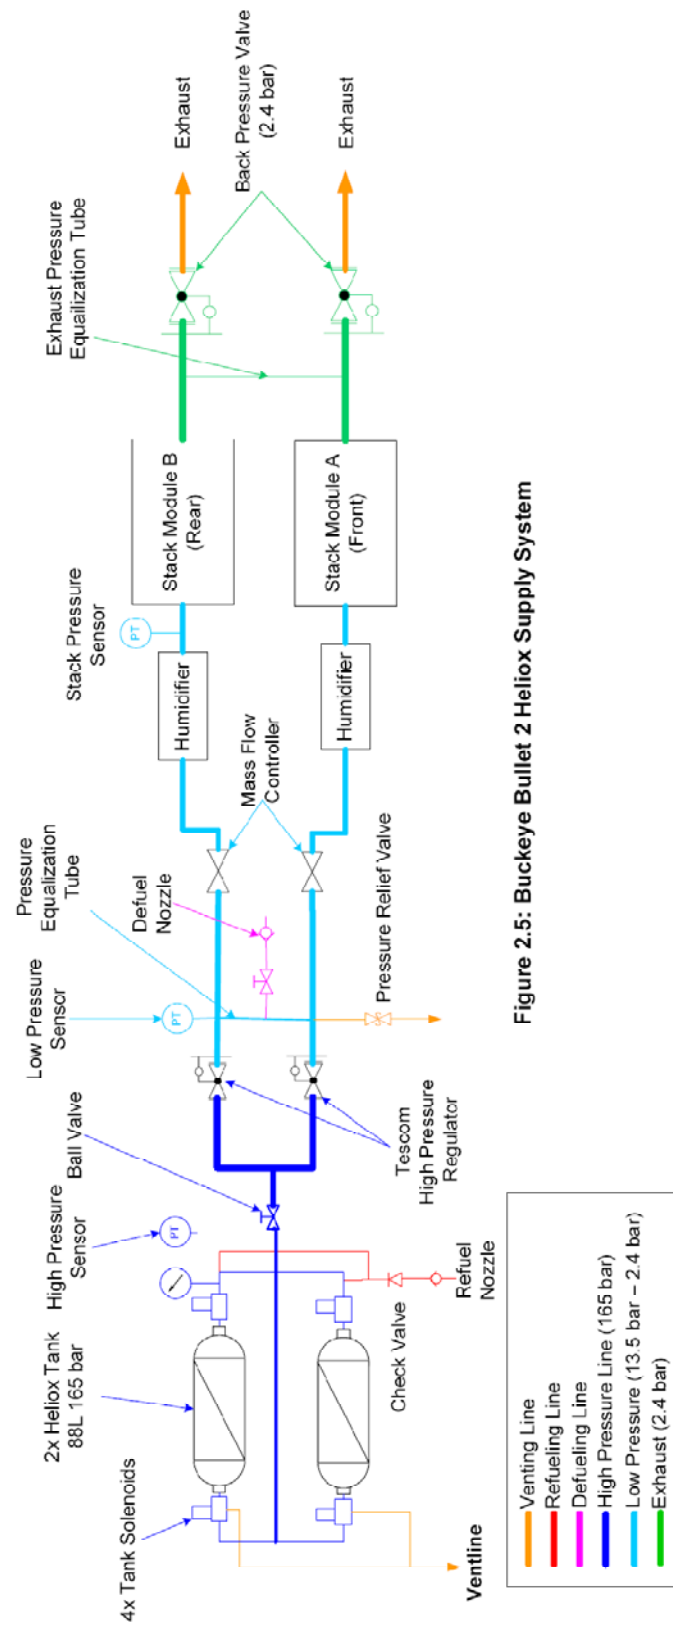 Exhaust Pressure
Equailization Tube
Exhaust
Back Pressure Valve
(2.4 bar)
Exhaust
Stack Pressure
Sensor
PT
Stack Module B
(Rear)
Stack Module A
(Front)
Humidifier
Humidifier
Mass Flow
Controller
Pressure
Equalization
Tube
Low Pressure
Sensor
PT
Defuel
Nozzle
Pressure Relief Valve
Ball Valve
Tescom
High Pressure
Regulator
High Pressure
Sensor
PT
2x Heliox Tank
88L 165 bar
Check Valve
Refuel
Nozzle
4x Tank Solenoids
Ventline
Venting Line
Refueling Line
Defueling Line
High Pressure Line (165 bar)
Low Pressure (13.5 bar – 2.4 bar)
Exhaust (2.4 bar)
Figure 2.5: Buckeye Bullet 2 Heliox Supply System